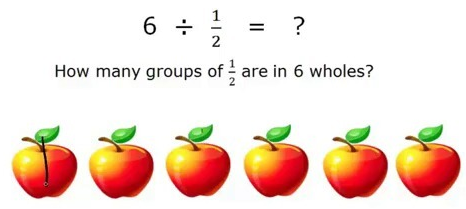 6 ÷ 1/2 = ?
How many groups of 1/2 are in 6 wholes?